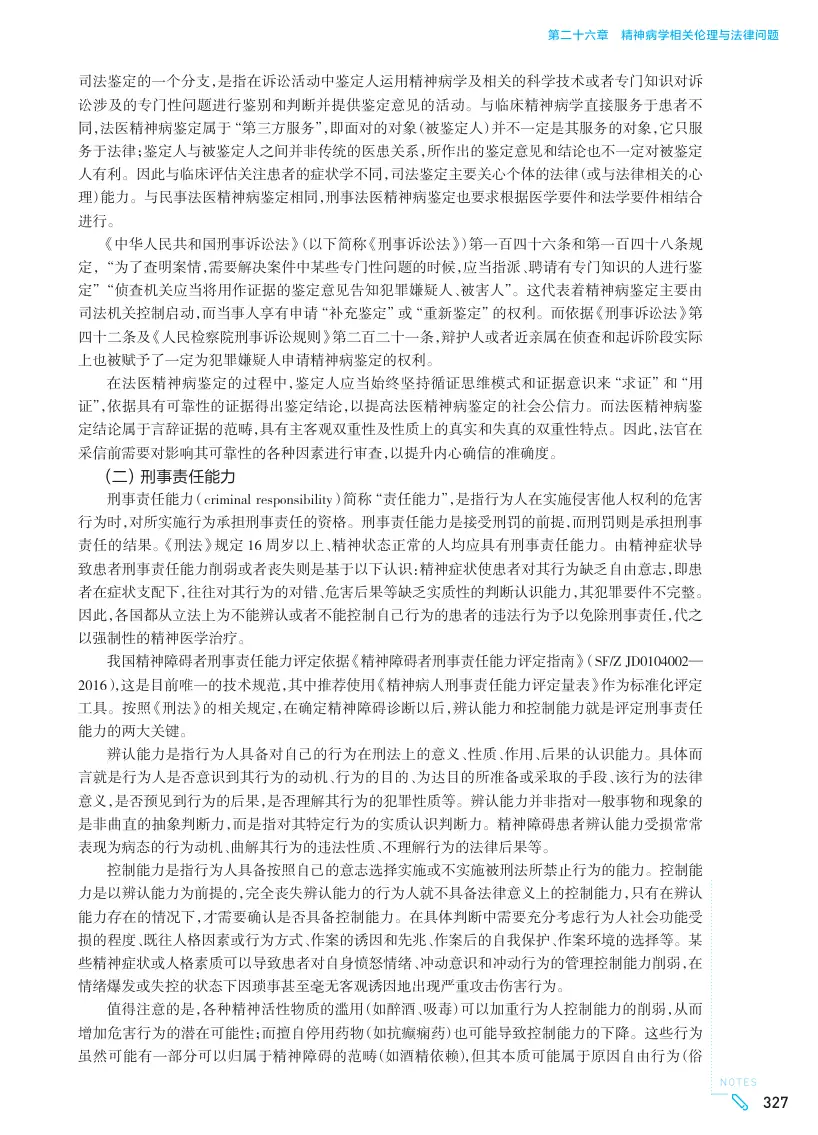 第二十六章　精神病学相关伦理与法律问题
司法鉴定的一个分支，是指在诉讼活动中鉴定人运用精神病学及相关的科学技术或者专门知识对诉
讼涉及的专门性问题进行鉴别和判断并提供鉴定意见的活动。与临床精神病学直接服务于患者不
同，法医精神病鉴定属于“第三方服务”，即面对的对象（被鉴定人）并不一定是其服务的对象，它只服
务于法律；鉴定人与被鉴定人之间并非传统的医患关系，所作出的鉴定意见和结论也不一定对被鉴定
人有利。因此与临床评估关注患者的症状学不同，司法鉴定主要关心个体的法律（或与法律相关的心
理）能力。与民事法医精神病鉴定相同，刑事法医精神病鉴定也要求根据医学要件和法学要件相结合
进行。
《中华人民共和国刑事诉讼法》（以下简称《刑事诉讼法》）第一百四十六条和第一百四十八条规
定，“为了查明案情，需要解决案件中某些专门性问题的时候，应当指派、聘请有专门知识的人进行鉴
定”“侦查机关应当将用作证据的鉴定意见告知犯罪嫌疑人、被害人”。这代表着精神病鉴定主要由
司法机关控制启动，而当事人享有申请“补充鉴定”或“重新鉴定”的权利。而依据《刑事诉讼法》第
四十二条及《人民检察院刑事诉讼规则》第二百二十一条，辩护人或者近亲属在侦查和起诉阶段实际
上也被赋予了一定为犯罪嫌疑人申请精神病鉴定的权利。
在法医精神病鉴定的过程中，鉴定人应当始终坚持循证思维模式和证据意识来“求证”和“用
证”，依据具有可靠性的证据得出鉴定结论，以提高法医精神病鉴定的社会公信力。而法医精神病鉴
定结论属于言辞证据的范畴，具有主客观双重性及性质上的真实和失真的双重性特点。因此，法官在
采信前需要对影响其可靠性的各种因素进行审查，以提升内心确信的准确度。
（二）刑事责任能力
刑事责任能力（criminal responsibility）简称“责任能力”，是指行为人在实施侵害他人权利的危害
行为时，对所实施行为承担刑事责任的资格。刑事责任能力是接受刑罚的前提，而刑罚则是承担刑事
责任的结果。《刑法》规定 16 周岁以上、精神状态正常的人均应具有刑事责任能力。由精神症状导
致患者刑事责任能力削弱或者丧失则是基于以下认识：精神症状使患者对其行为缺乏自由意志，即患
者在症状支配下，往往对其行为的对错、危害后果等缺乏实质性的判断认识能力，其犯罪要件不完整。
因此，各国都从立法上为不能辨认或者不能控制自己行为的患者的违法行为予以免除刑事责任，代之
以强制性的精神医学治疗。
我国精神障碍者刑事责任能力评定依据《精神障碍者刑事责任能力评定指南》（SF/Z JD0104002—
2016），这是目前唯一的技术规范，其中推荐使用《精神病人刑事责任能力评定量表》作为标准化评定
工具。按照《刑法》的相关规定，在确定精神障碍诊断以后，辨认能力和控制能力就是评定刑事责任
能力的两大关键。
辨认能力是指行为人具备对自己的行为在刑法上的意义、性质、作用、后果的认识能力。具体而
言就是行为人是否意识到其行为的动机、行为的目的、为达目的所准备或采取的手段、该行为的法律
意义，是否预见到行为的后果，是否理解其行为的犯罪性质等。辨认能力并非指对一般事物和现象的
是非曲直的抽象判断力，而是指对其特定行为的实质认识判断力。精神障碍患者辨认能力受损常常
表现为病态的行为动机、曲解其行为的违法性质、不理解行为的法律后果等。
控制能力是指行为人具备按照自己的意志选择实施或不实施被刑法所禁止行为的能力。控制能
力是以辨认能力为前提的，完全丧失辨认能力的行为人就不具备法律意义上的控制能力，只有在辨认
能力存在的情况下，才需要确认是否具备控制能力。在具体判断中需要充分考虑行为人社会功能受
损的程度、既往人格因素或行为方式、作案的诱因和先兆、作案后的自我保护、作案环境的选择等。某
些精神症状或人格素质可以导致患者对自身愤怒情绪、冲动意识和冲动行为的管理控制能力削弱，在
情绪爆发或失控的状态下因琐事甚至毫无客观诱因地出现严重攻击伤害行为。
值得注意的是，各种精神活性物质的滥用（如醉酒、吸毒）可以加重行为人控制能力的削弱，从而
增加危害行为的潜在可能性；而擅自停用药物（如抗癫痫药）也可能导致控制能力的下降。这些行为
虽然可能有一部分可以归属于精神障碍的范畴（如酒精依赖），但其本质可能属于原因自由行为（俗
NOTES
327